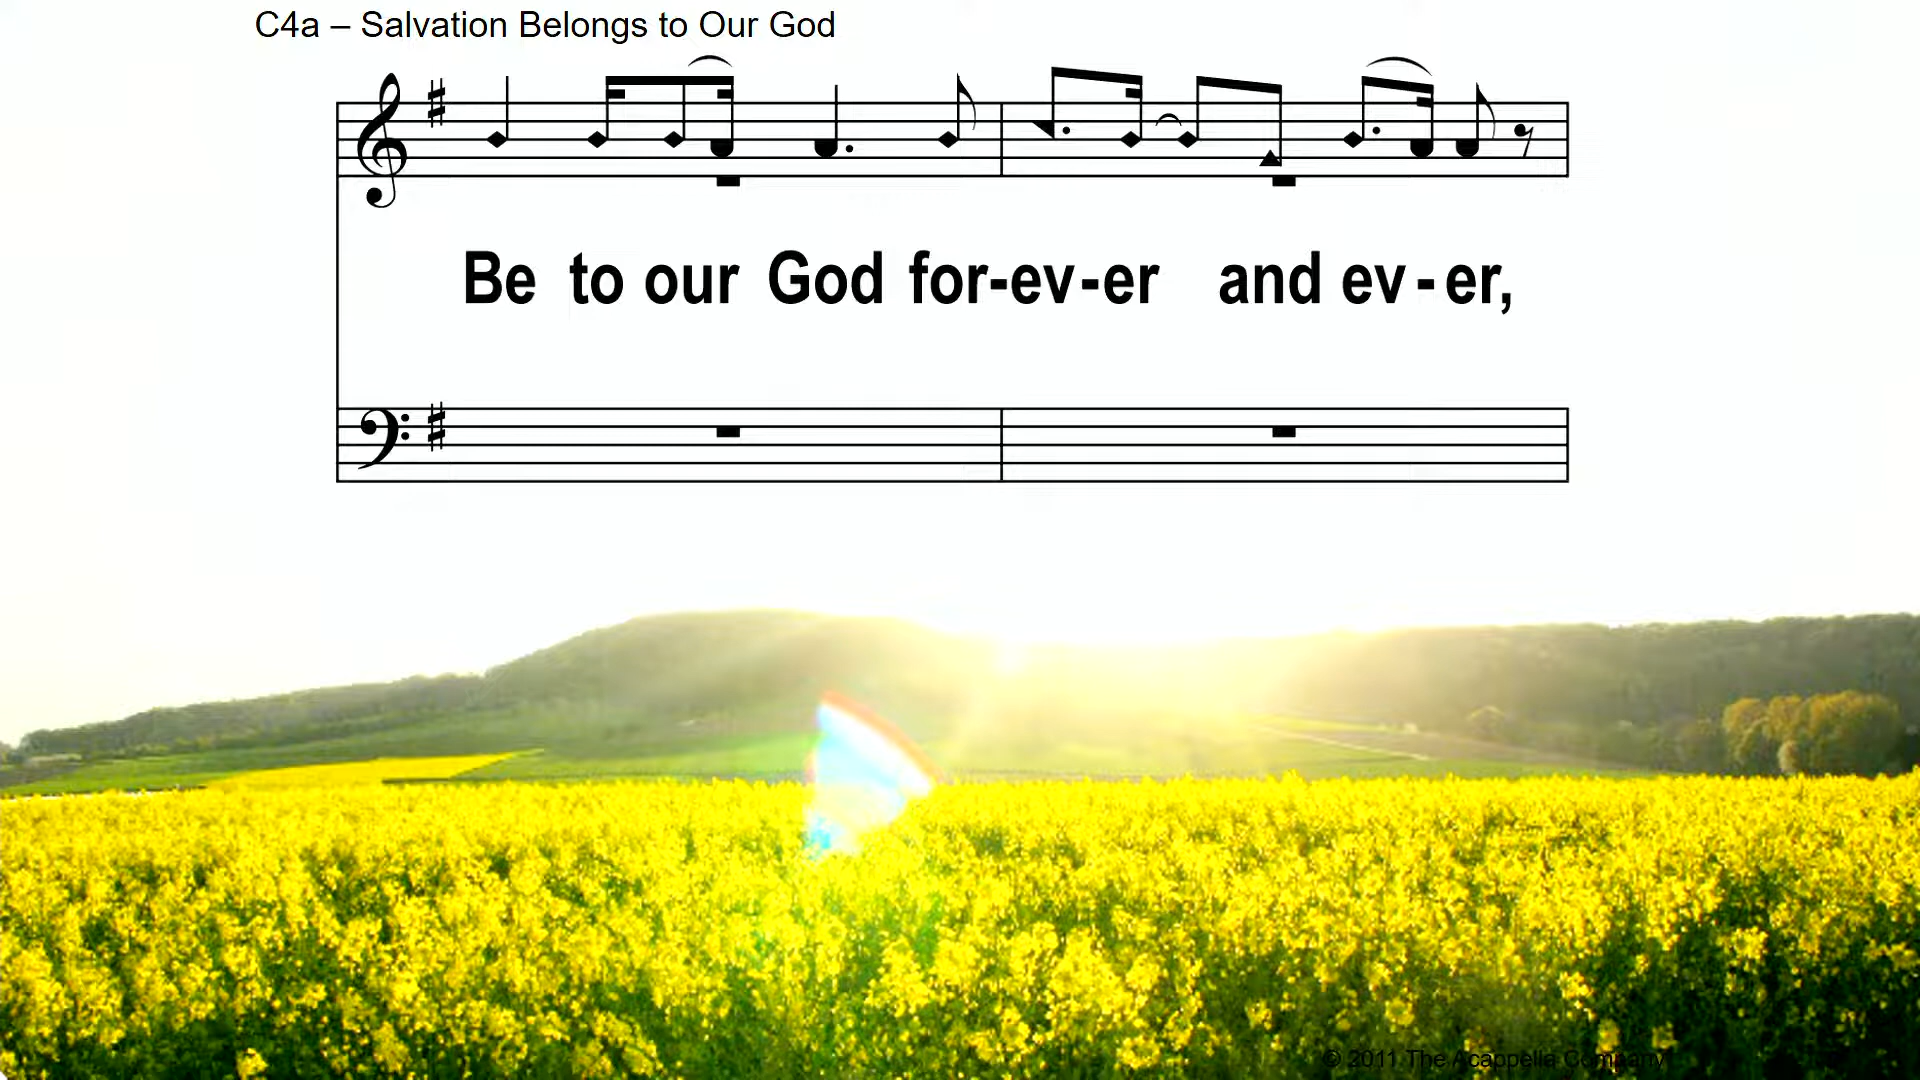 C4a – Salvation Belongs to Our God
Be to our God for-ev-er and ev-er,
© 2011 The Acappella Company